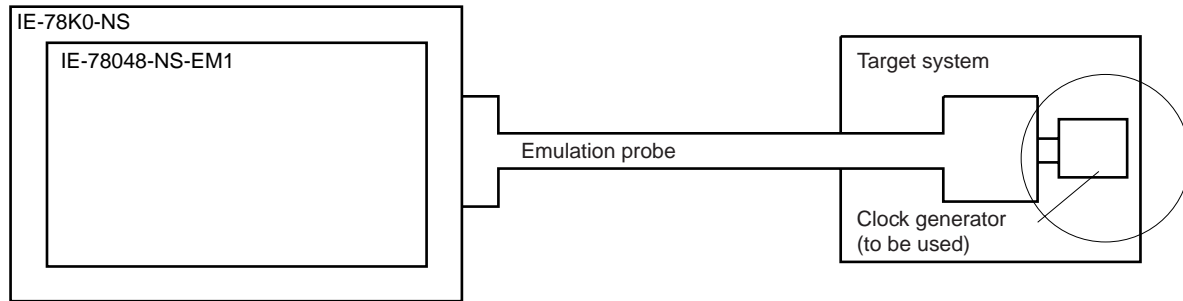 IE-78K0-NS
IE-78048-NS-EM1
Target system
Emulation probe
Clock generator
(to be used)